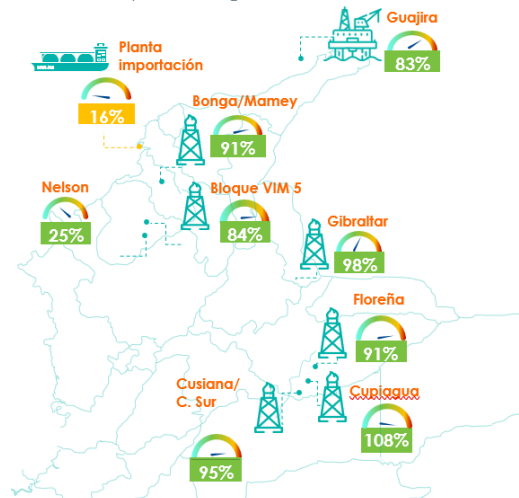 Guajira
83%
Planta
importación
16%
Bonga/Mamey
91%
Nelson
25%
Bloque VIM 5
84%
Gibraltar
98%
Floreña
91%
Cusiana/
C. Sur
95%
Cupiagua
108%